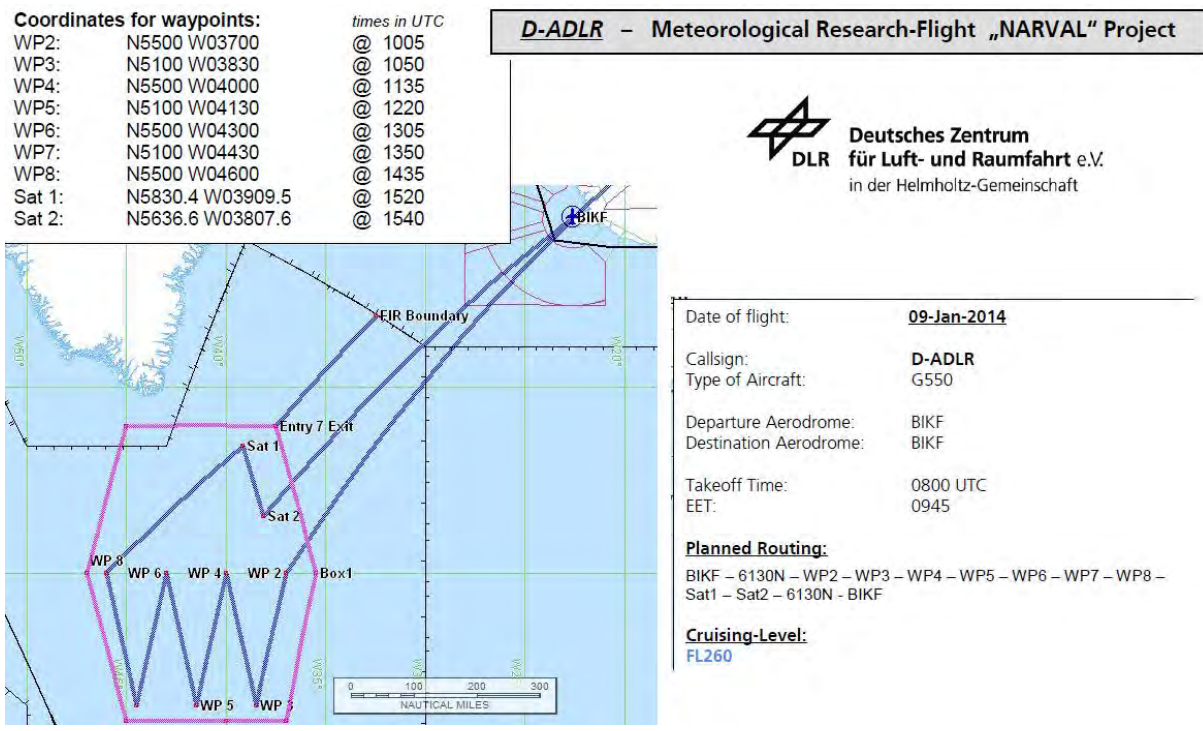 Coordinates for waypoints: times in UTC
WP2: N5500 W03700 @ 1005
WP3: N5100 W03830 @ 1050
WP4: N5500 W04000 @ 1135
WP5: N5100 W04130 @ 1220
WP6: N5500 W04300 @ 1305
WP7: N5100 W04430 @ 1350
WP8: N5500 W04600 @ 1435
Sat 1: N5830.4 W03909.5 @ 1520
Sat 2: N5636.6 W03807.6 @ 1540
D-ADLR – Meteorological Research-Flight „NARVAL“ Project
DLR
Deutsches Zentrum
für Luft- und Raumfahrt e.V.
in der Helmholtz-Gemeinschaft
BIKF
FIR Boundary
W50°
W40°
W20°
Entry 7 Exit
Sat 1
Sat 2
WP 8
WP 6
WP 4
WP 2
Box1
W45°
W35°
WP 5
WP 3
0 100 200 300
NAUTICAL MILES
Date of flight: 09-Jan-2014
Callsign: D-ADLR
Type of Aircraft: G550
Departure Aerodrome: BIKF
Destination Aerodrome: BIKF
Takeoff Time: 0800 UTC
EET: 0945
Planned Routing:
BIKF – 6130N – WP2 – WP3 – WP4 – WP5 – WP6 – WP7 – WP8 –
Sat1 – Sat2 – 6130N - BIKF
Cruising-Level:
FL260